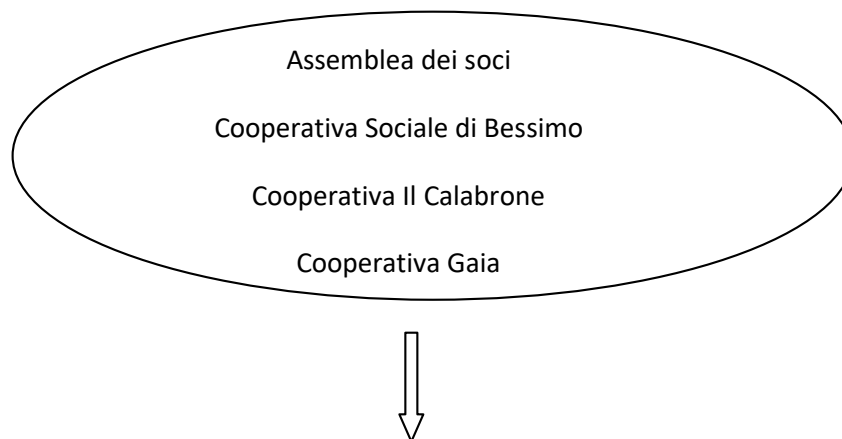 Assemblea dei soci
Cooperativa Sociale di Bessimo
Cooperativa Il Calabrone
Cooperativa Gaia